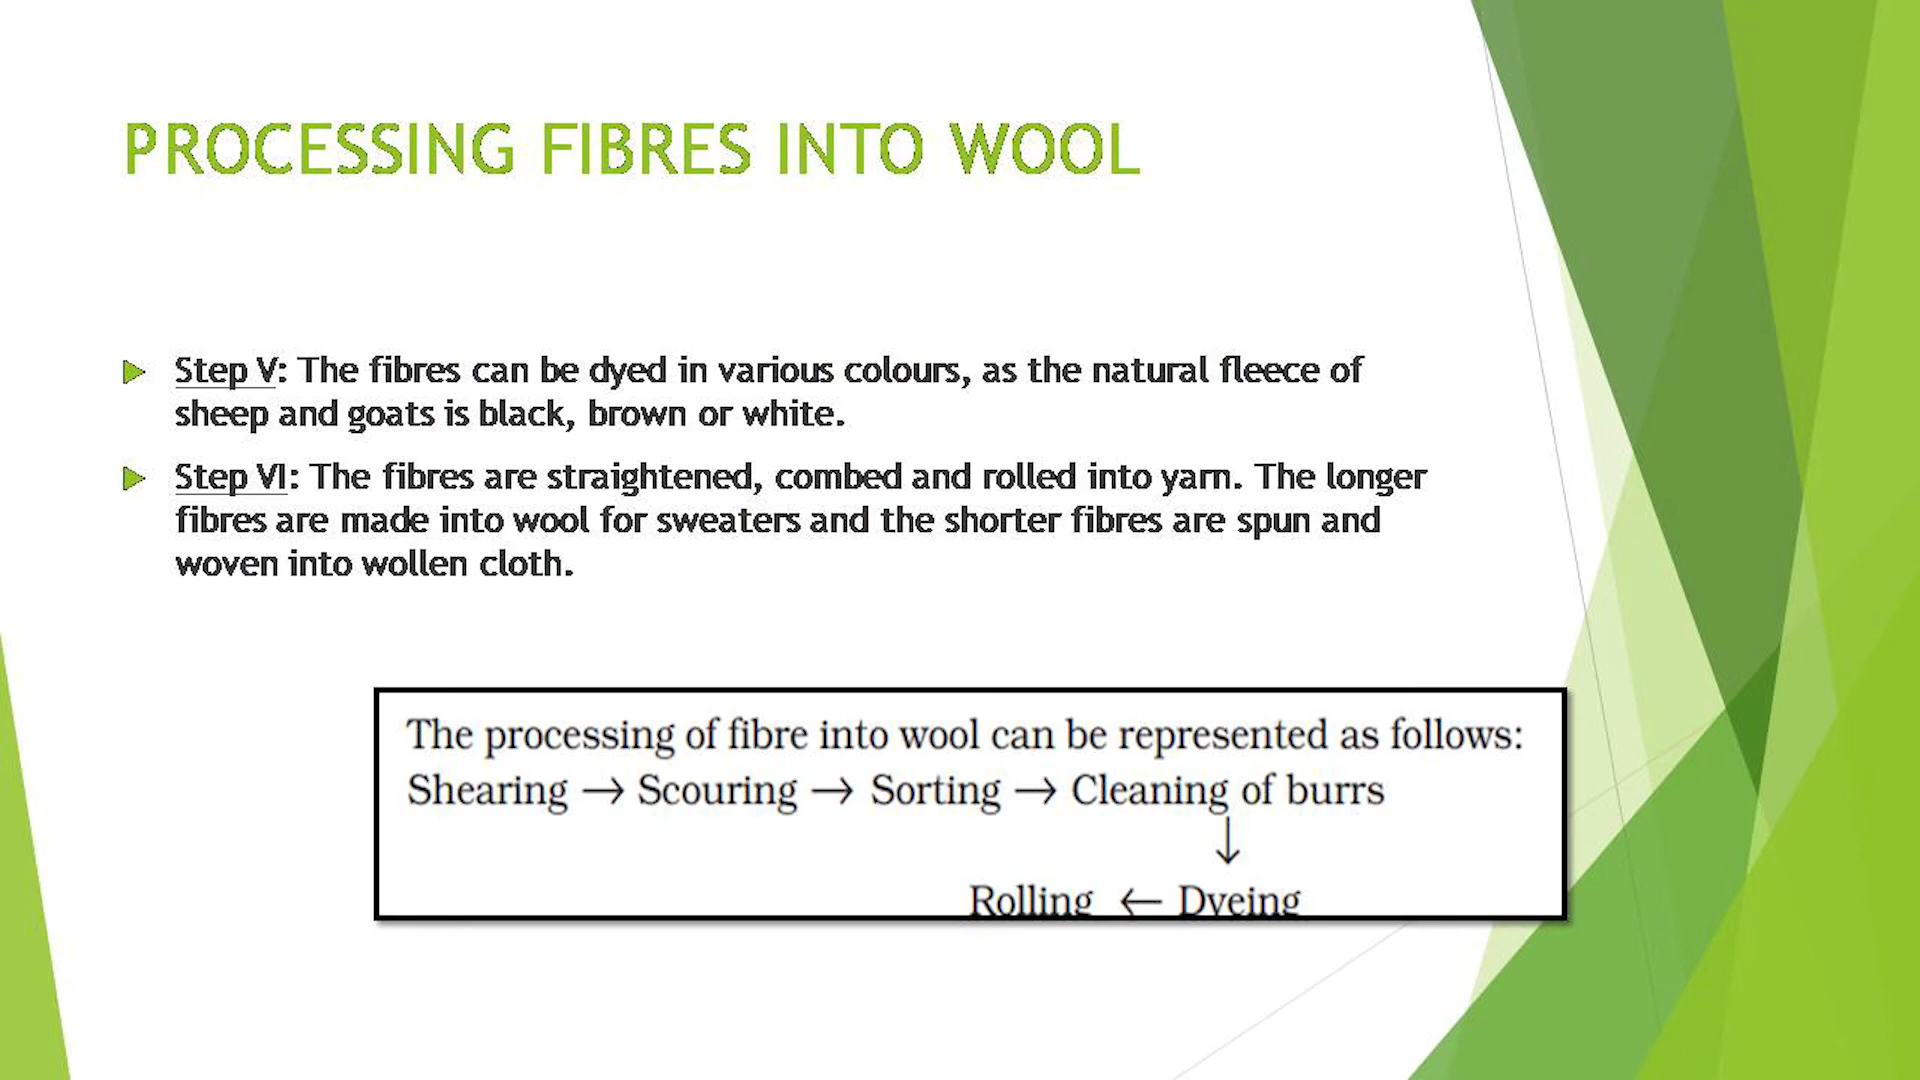 PROCESSING FIBRES INTO WOOL
Step V: The fibres can be dyed in various colours, as the natural fleece of
sheep and goats is black, brown or white.
Step VI: The fibres are straightened, combed and rolled into yarn. The longer
fibres are made into wool for sweaters and the shorter fibres are spun and
woven into wollen cloth.
The processing of fibre into wool can be represented as follows:
Shearing → Scouring → Sorting → Cleaning of burrs
↓
Rolling ← Dyeing